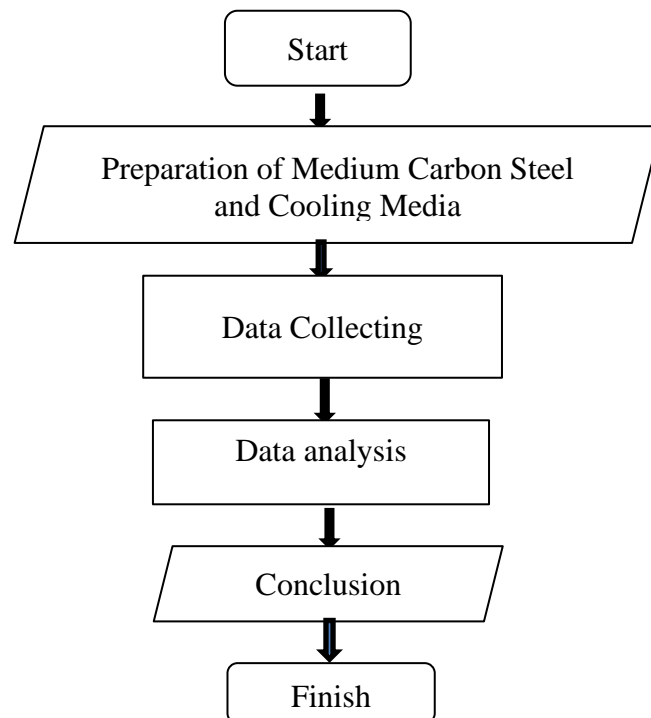 Start
Preparation of Medium Carbon Steel
and Cooling Media
Data Collecting
Data analysis
Conclusion
Finish